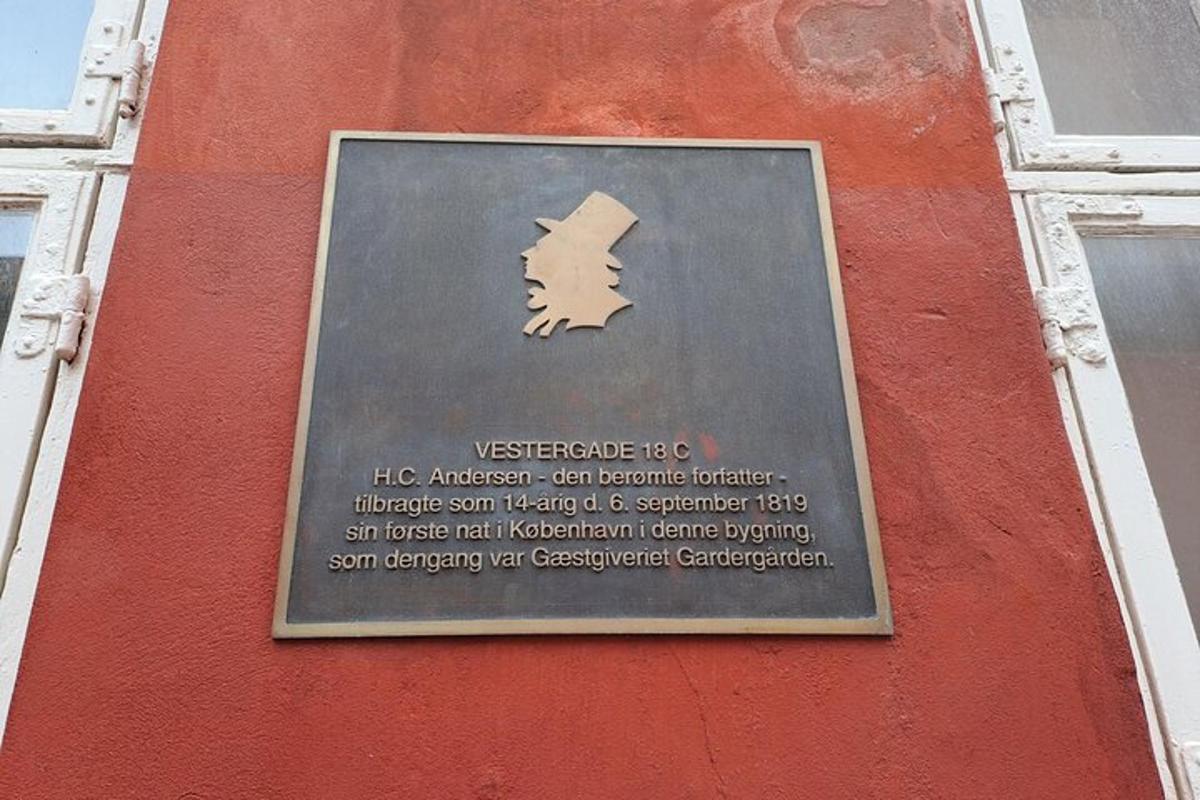 VESTERGADE 18 C
H.C. Andersen - den berømte forfatter -
tilbragte som 14-årig d. 6. september 1819
sin første nat i København i denne bygning,
som dengang var Gæstgiveriet Gardergården.